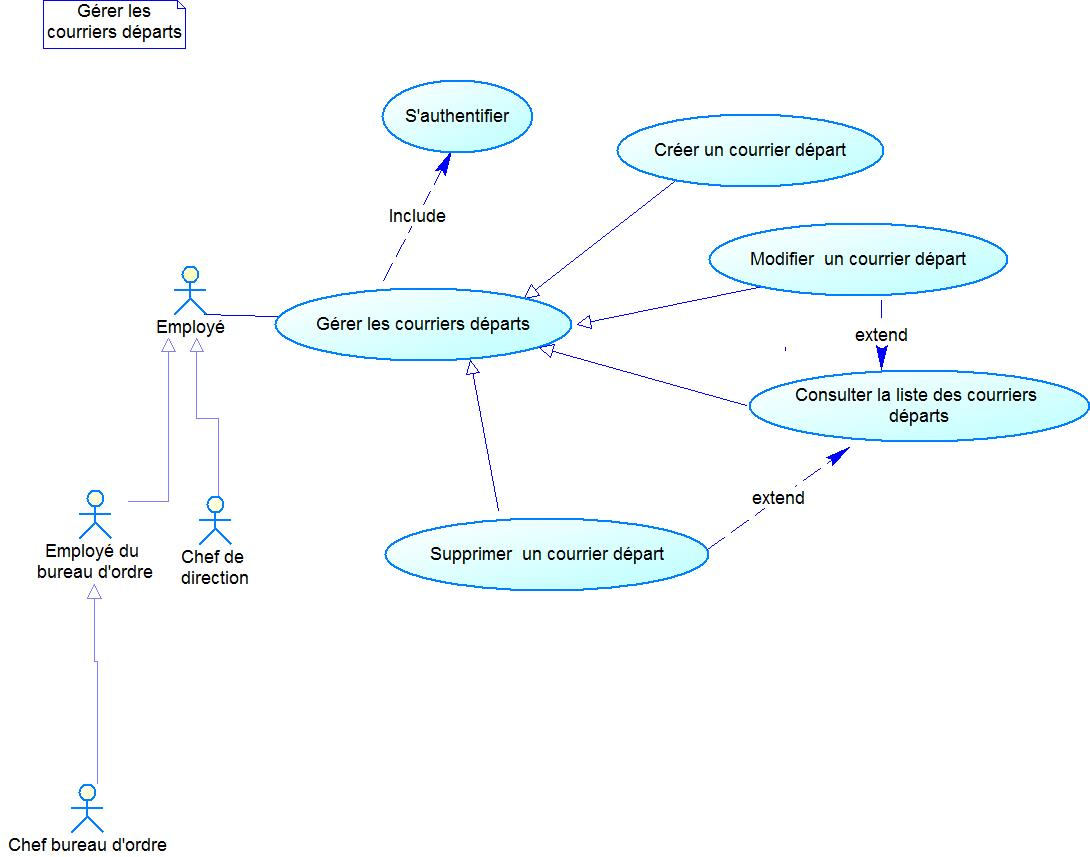 Gérer les
courriers départs
S'authentifier
Créer un courrier départ
Include
Modifier  un courrier départ
Employé
Gérer les courriers départs
extend
Consulter la liste des courriers
départs
extend
Employé du
bureau d'ordre
Chef de
direction
Supprimer  un courrier départ
Chef bureau d'ordre